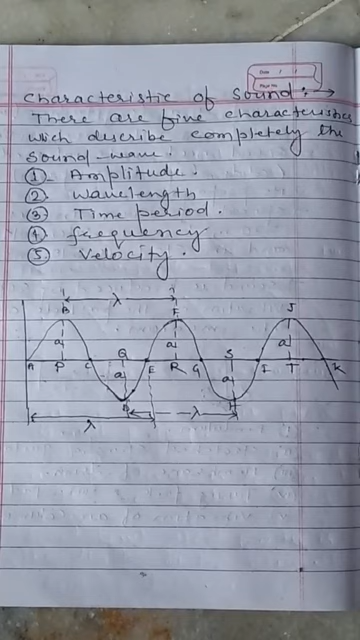 Characteristic of Sound :→
There are five characteristics
wich describe completely the
Sound-wave.
① Amplitude.
② Wavelength
③ Time period.
④ frequency
⑤ Velocity.
λ
B F J
a a a
A P C Q E R G S I T K
a a
D λ H
λ